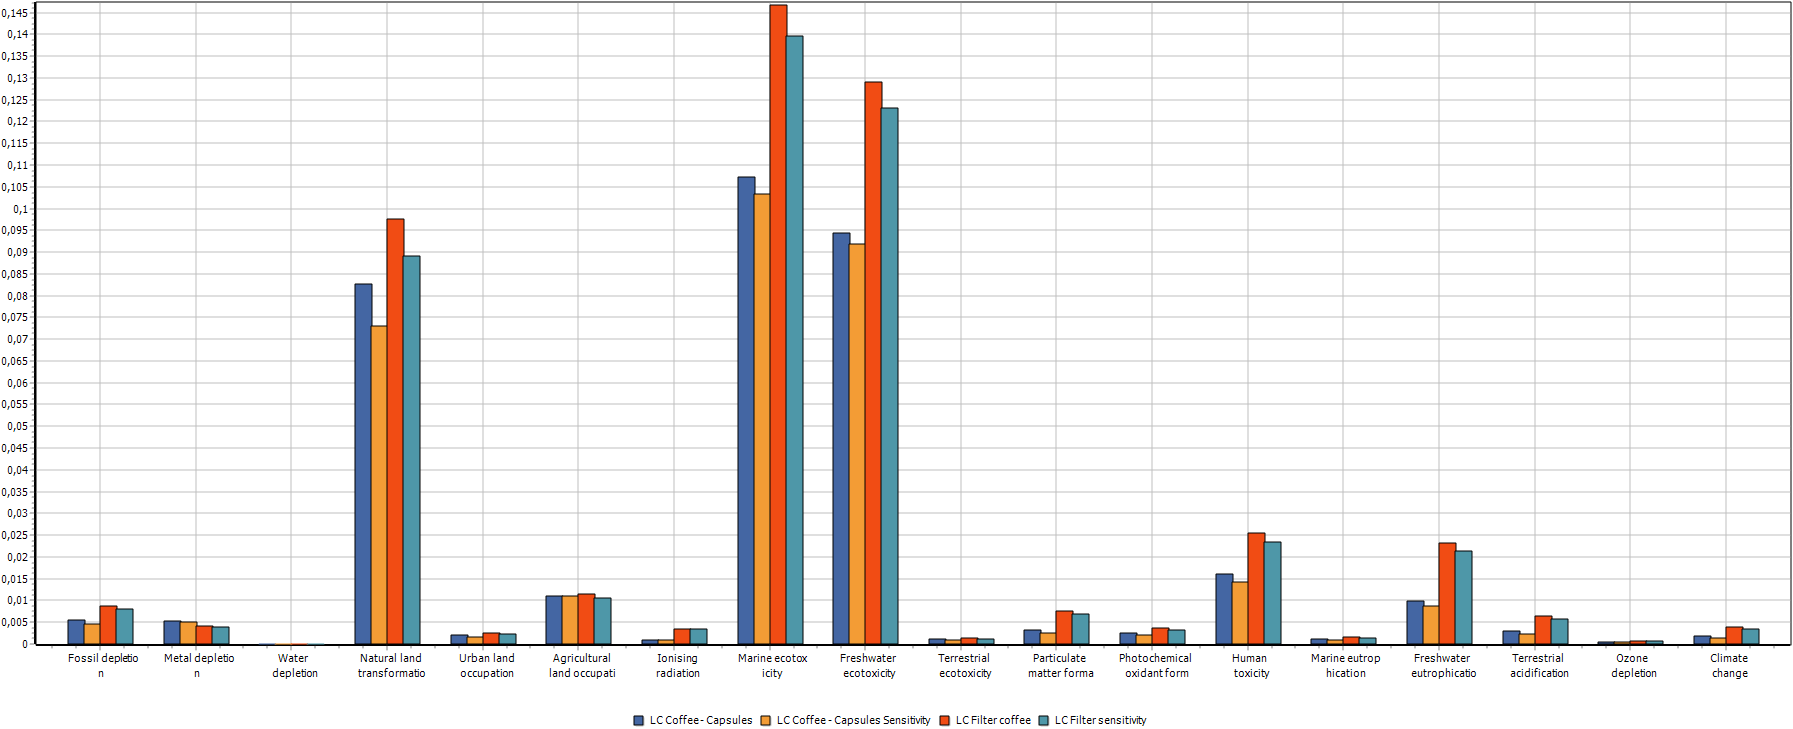 0,145
0,14
0,135
0,13
0,125
0,12
0,115
0,11
0,105
0,1
0,095
0,09
0,085
0,08
0,075
0,07
0,065
0,06
0,055
0,05
0,045
0,04
0,035
0,03
0,025
0,02
0,015
0,01
0,005
0
Fossil depletio
n
Metal depletio
n
Water
depletion
Natural land
transformatio
Urban land
occupation
Agricultural
land occupati
Ionising
radiation
Marine ecotox
icity
Freshwater
ecotoxicity
Terrestrial
ecotoxicity
Particulate
matter forma
Photochemical
oxidant form
Human
toxicity
Marine eutrop
hication
Freshwater
eutrophicatio
Terrestrial
acidification
Ozone
depletion
Climate
change
LC Coffee - Capsules LC Coffee - Capsules Sensitivity LC Filter coffee LC Filter sensitivity